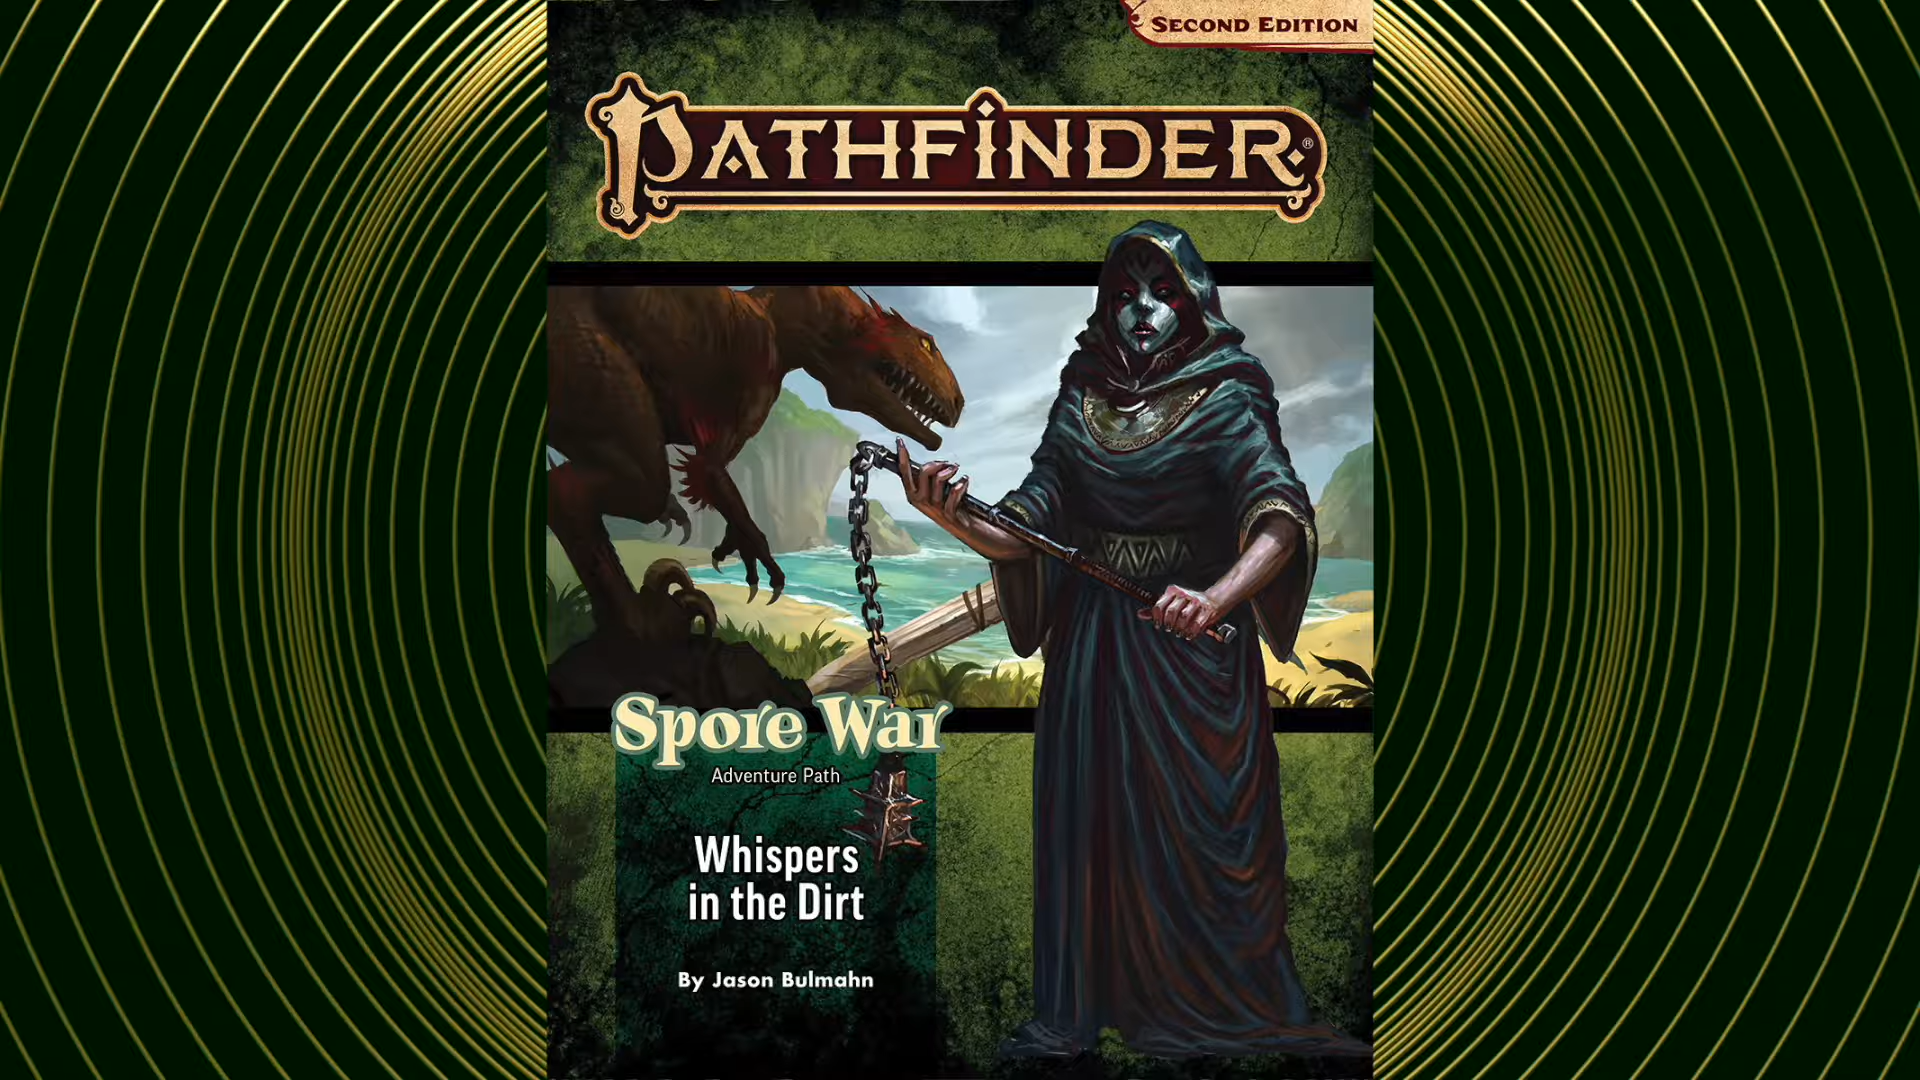 Second Edition
Pathfinder®
Spore War
Adventure Path
Whispers
in the Dirt
By Jason Bulmahn